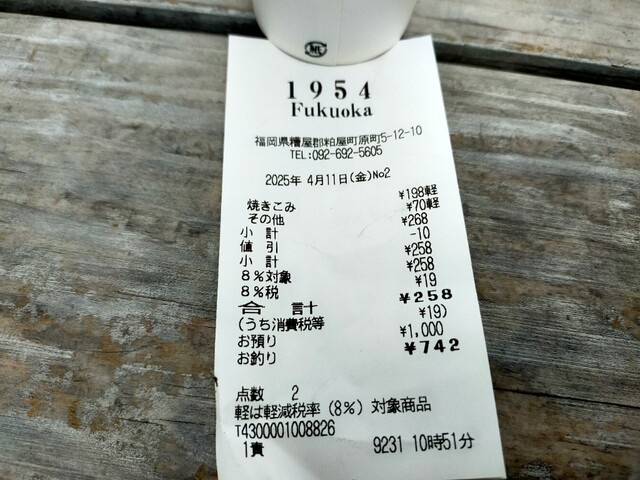 1954
Fukuoka
福岡県糟屋郡粕屋町原町5-12-10
TEL:092-692-5605
2025年 4月11日(金)No2
焼きこみ ¥198軽
その他 ¥70軽
小 計 ¥268
値 引 -10
小 計 ¥258
8%対象 ¥258
8%税 ¥19
合 計 ¥258
(うち消費税等 ¥19)
お預り ¥1,000
お釣り ¥742
点数 2
軽は軽減税率(8%)対象商品
T4300001008826
1責 9231 10時51分